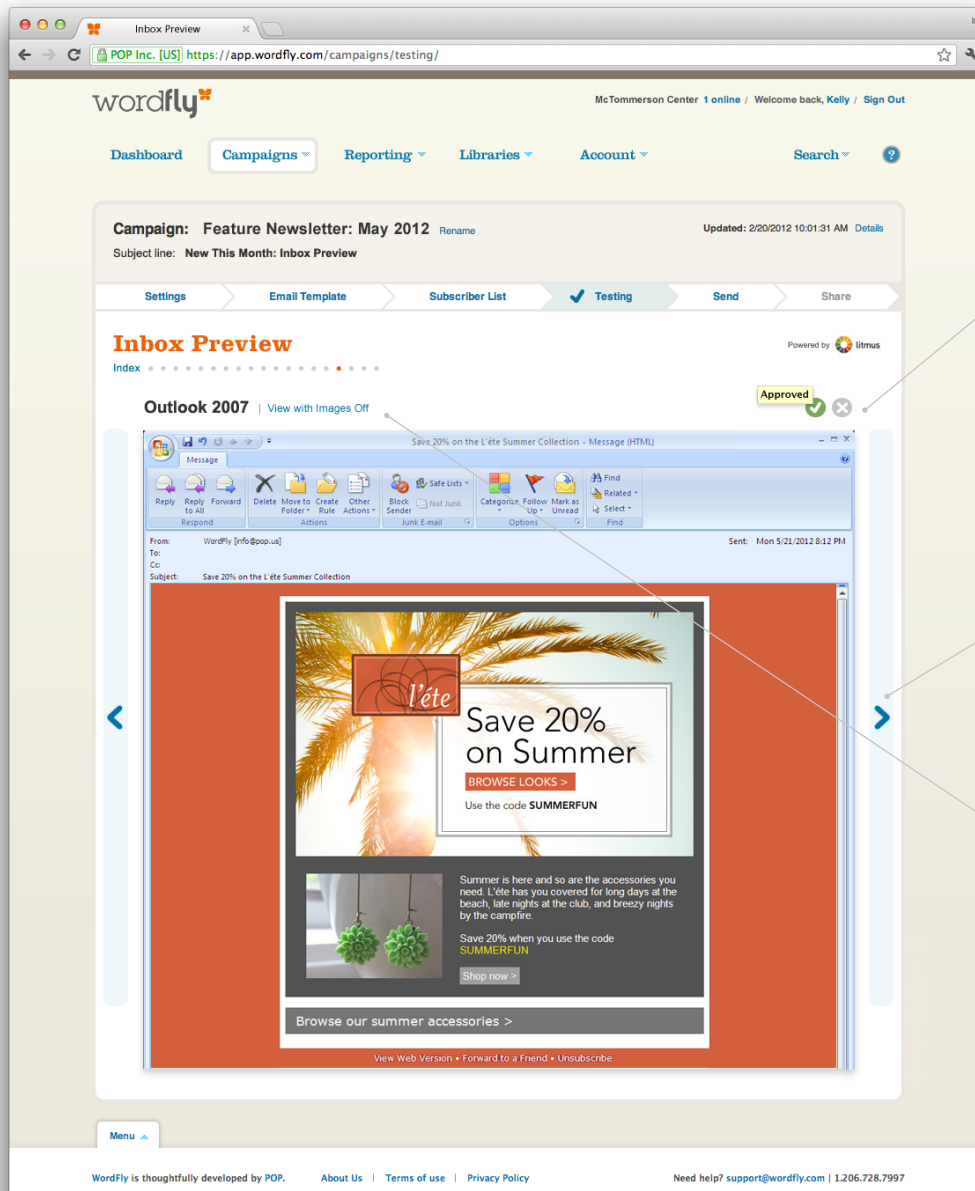 Inbox Preview
POP Inc. [US] https://app.wordfly.com/campaigns/testing/
wordfly
McTommerson Center 1 online / Welcome back, Kelly / Sign Out
Dashboard Campaigns Reporting Libraries Account Search ?
Campaign: Feature Newsletter: May 2012 Rename
Updated: 2/20/2012 10:01:31 AM Details
Subject line: New This Month: Inbox Preview
Settings Email Template Subscriber List Testing Send Share
Inbox Preview
Powered by litmus
Index
Approved
Outlook 2007 | View with Images Off
Save 20% on the L'éte Summer Collection - Message (HTML)
Message
Reply Reply to All Forward
Respond
Delete Move to Folder Create Rule Other Actions
Actions
Block Sender Safe Lists Not Junk
Junk E-mail
Categorize Follow Up Mark as Unread
Options
Find Related Select
Find
From: WordFly [info@pop.us]
Sent: Mon 5/21/2012 8:12 PM
To:
Cc:
Subject: Save 20% on the L'éte Summer Collection
l'éte
Save 20%
on Summer
BROWSE LOOKS >
Use the code SUMMERFUN
Summer is here and so are the accessories you
need. L'éte has you covered for long days at the
beach, late nights at the club, and breezy nights
by the campfire.
Save 20% when you use the code
SUMMERFUN
Shop now >
Browse our summer accessories >
View Web Version • Forward to a Friend • Unsubscribe
Menu
WordFly is thoughtfully developed by POP. About Us | Terms of use | Privacy Policy
Need help? support@wordfly.com | 1.206.728.7997